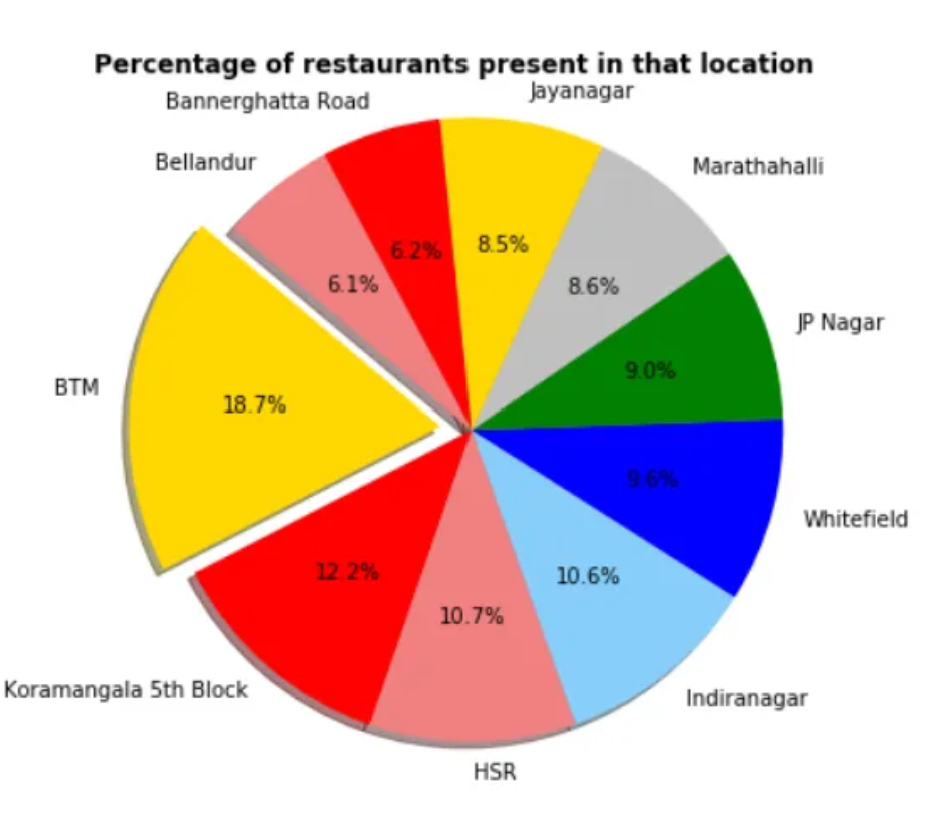 Percentage of restaurants present in that location
Jayanagar
Bannerghatta Road
Bellandur
Marathahalli
8.5%
6.2%
6.1%
8.6%
JP Nagar
9.0%
BTM
18.7%
9.6%
Whitefield
12.2%
10.6%
10.7%
Koramangala 5th Block
Indiranagar
HSR